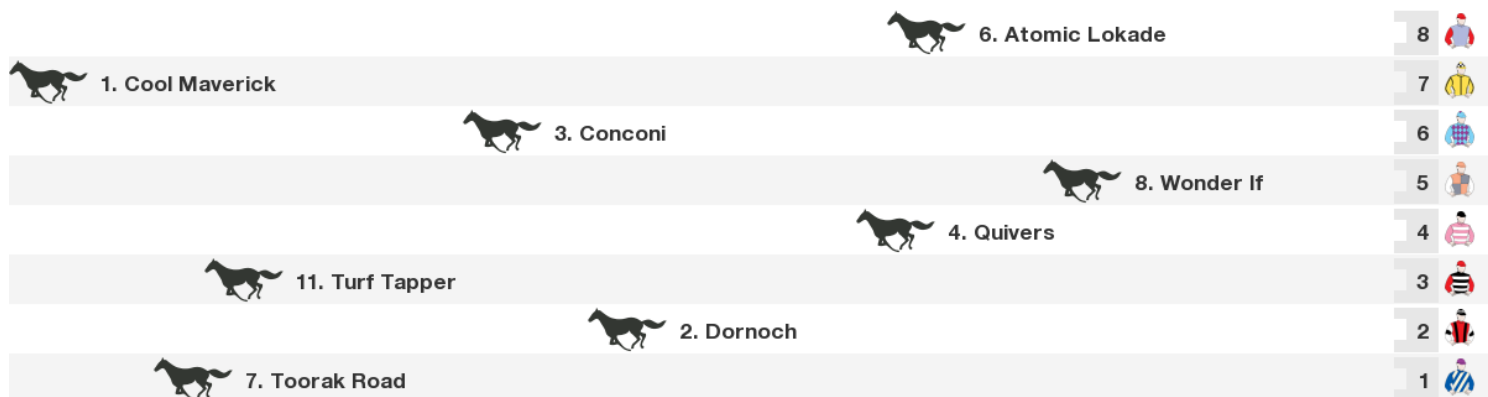 6. Atomic Lokade 8
1. Cool Maverick 7
3. Conconi 6
8. Wonder If 5
4. Quivers 4
11. Turf Tapper 3
2. Dornoch 2
7. Toorak Road 1